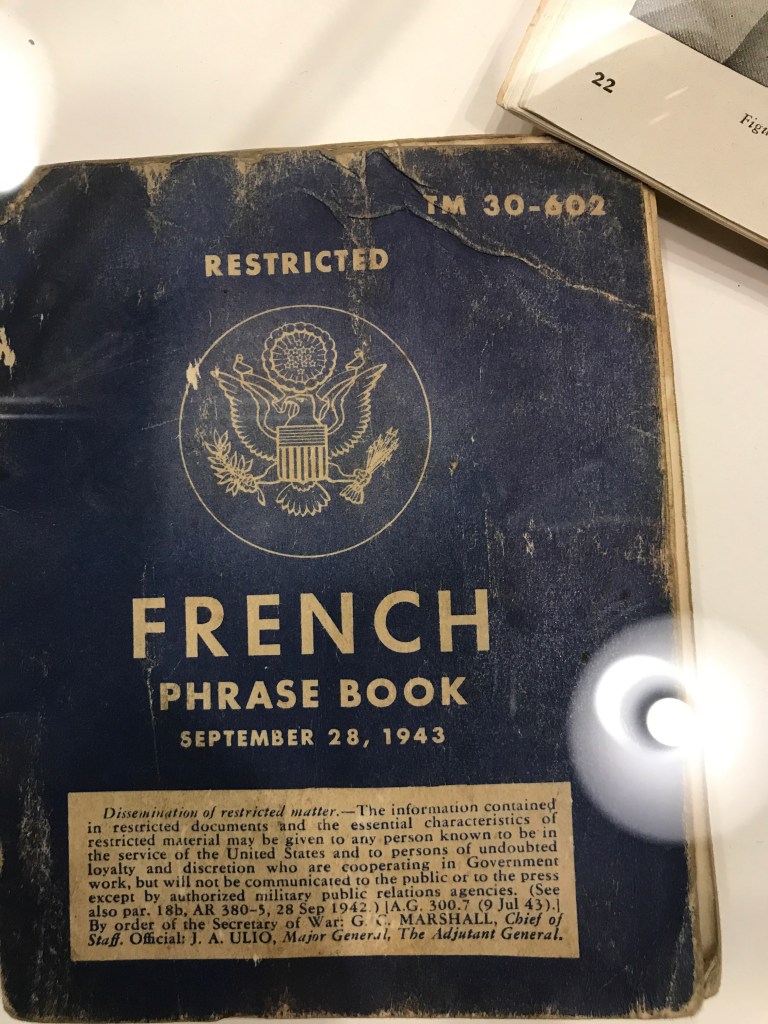 22
Figu
TM 30-602
RESTRICTED
FRENCH
PHRASE BOOK
SEPTEMBER 28, 1943
Dissemination of restricted matter.—The information contained
in restricted documents and the essential characteristics of
restricted material may be given to any person known to be in
the service of the United States and to persons of undoubted
loyalty and discretion who are cooperating in Government
work, but will not be communicated to the public or to the press
except by authorized military public relations agencies. (See
also par. 18b, AR 380-5, 28 Sep 1942.) [A.G. 300.7 (9 Jul 43).]
By order of the Secretary of War: G. C. MARSHALL, Chief of
Staff. Official: J. A. ULIO, Major General, The Adjutant General.